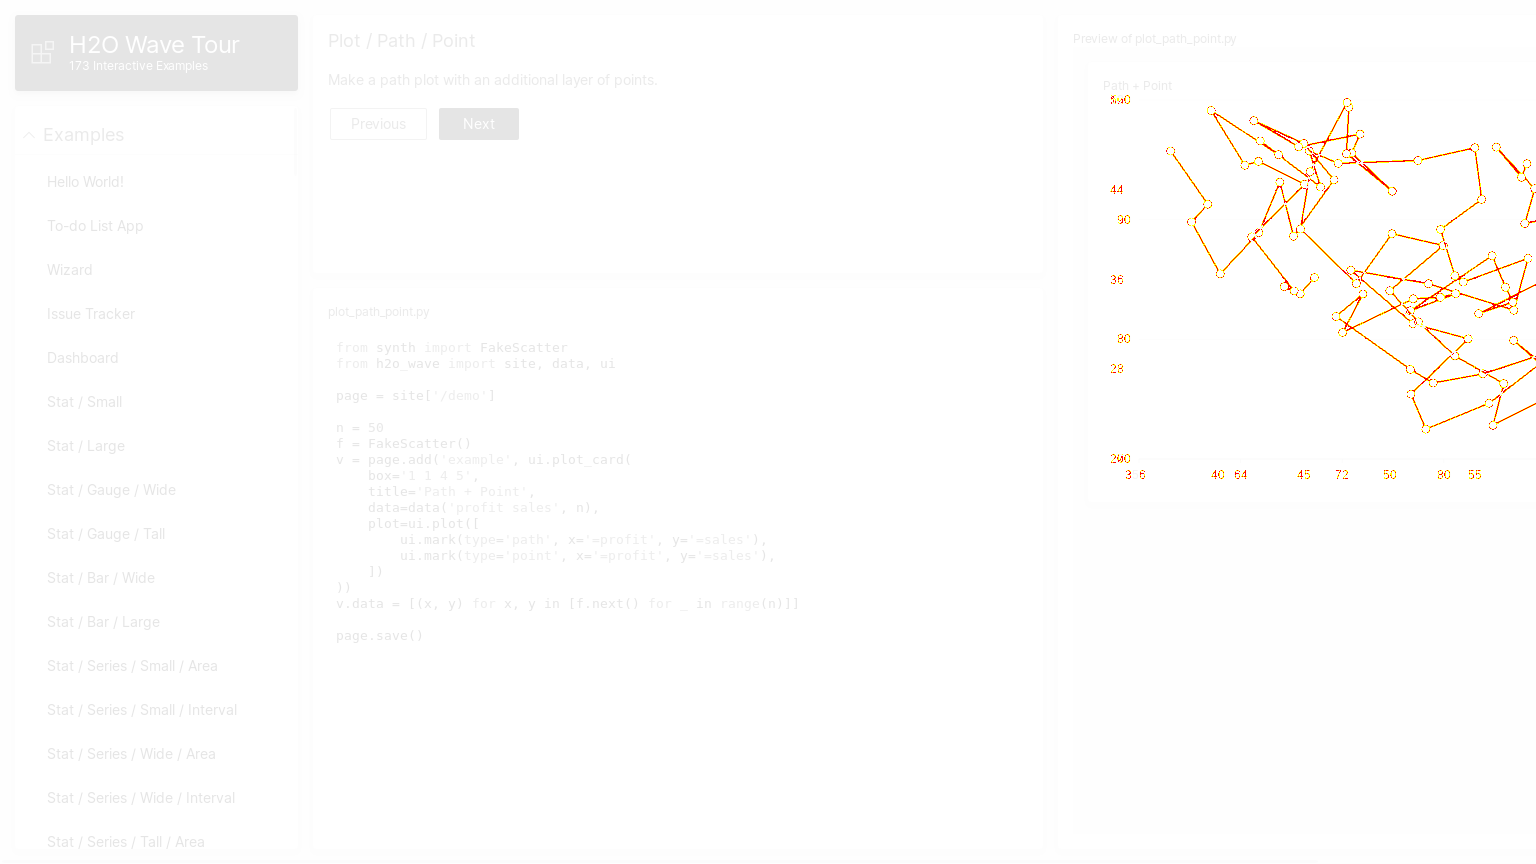 H2O Wave Tour
173 Interactive Examples
Examples
Hello World!
To-do List App
Wizard
Issue Tracker
Dashboard
Stat / Small
Stat / Large
Stat / Gauge / Wide
Stat / Gauge / Tall
Stat / Bar / Wide
Stat / Bar / Large
Stat / Series / Small / Area
Stat / Series / Small / Interval
Stat / Series / Wide / Area
Stat / Series / Wide / Interval
Stat / Series / Tall / Area
Plot / Path / Point
Make a path plot with an additional layer of points.
Previous
Next
plot_path_point.py
from synth import FakeScatter
from h2o_wave import site, data, ui
page = site['/demo']
n = 50
f = FakeScatter()
v = page.add('example', ui.plot_card(
box='1 1 4 5',
title='Path + Point',
data=data('profit sales', n),
plot=ui.plot([
ui.mark(type='path', x='=profit', y='=sales'),
ui.mark(type='point', x='=profit', y='=sales'),
])
))
v.data = [(x, y) for x, y in [f.next() for _ in range(n)]]
page.save()
Preview of plot_path_point.py
Path + Point
44
90
36
80
28
40 64 45 72 50 80 55